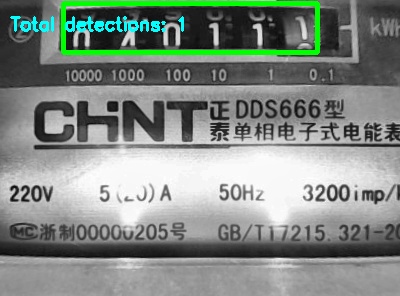 Total detections: 1
0 4 0 1 1 1 kWh
10000 1000 100 10 1 0.1
CHNT 正泰 DDS666型
单相电子式电能表
220V 5(20)A 50Hz 3200imp/k
MC 浙制00000205号 GB/T17215.321-20